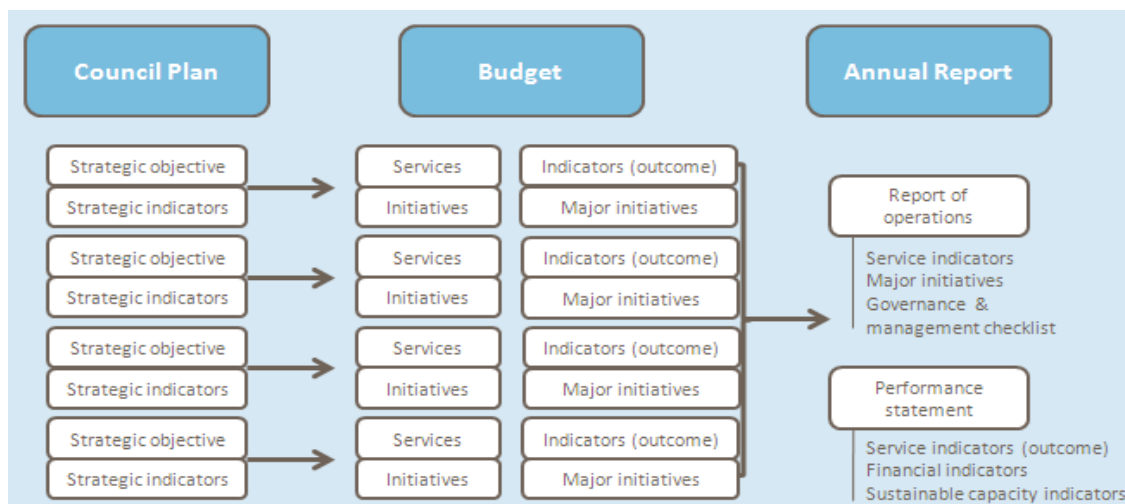 Council Plan
Budget
Annual Report
Strategic objective
Strategic indicators
Strategic objective
Strategic indicators
Strategic objective
Strategic indicators
Strategic objective
Strategic indicators
Services
Initiatives
Services
Initiatives
Services
Initiatives
Services
Initiatives
Indicators (outcome)
Major initiatives
Indicators (outcome)
Major initiatives
Indicators (outcome)
Major initiatives
Indicators (outcome)
Major initiatives
Report of
operations
Service indicators
Major initiatives
Governance &
management checklist
Performance
statement
Service indicators (outcome)
Financial indicators
Sustainable capacity indicators